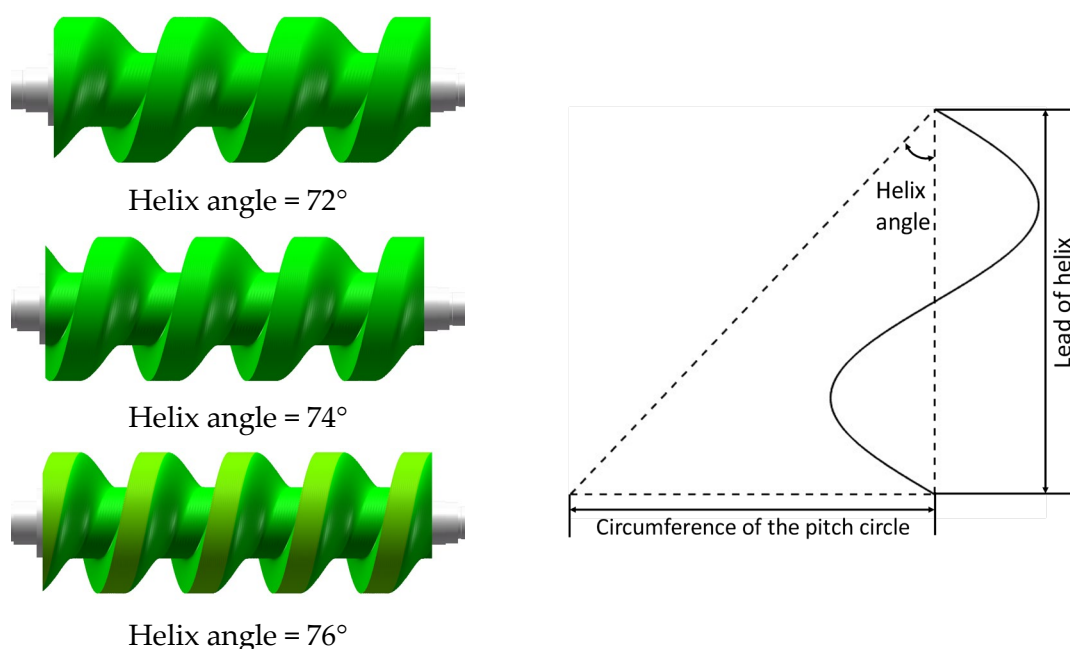 Helix angle = 72°
Helix angle = 74°
Helix angle = 76°
Helix
angle
Lead of helix
Circumference of the pitch circle